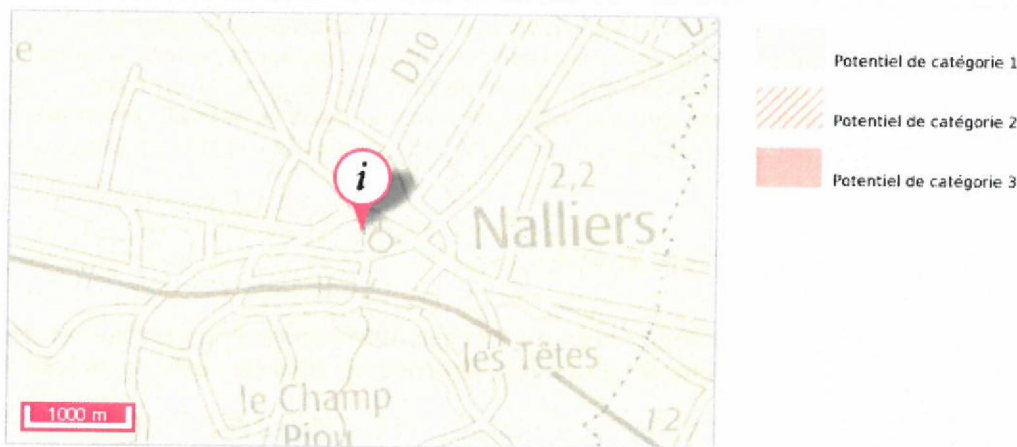 e
D10
i
2,2
Nalliers
les Têtes
le Champ
Piou
12
1000 m
Potentiel de catégorie 1
Potentiel de catégorie 2
Potentiel de catégorie 3